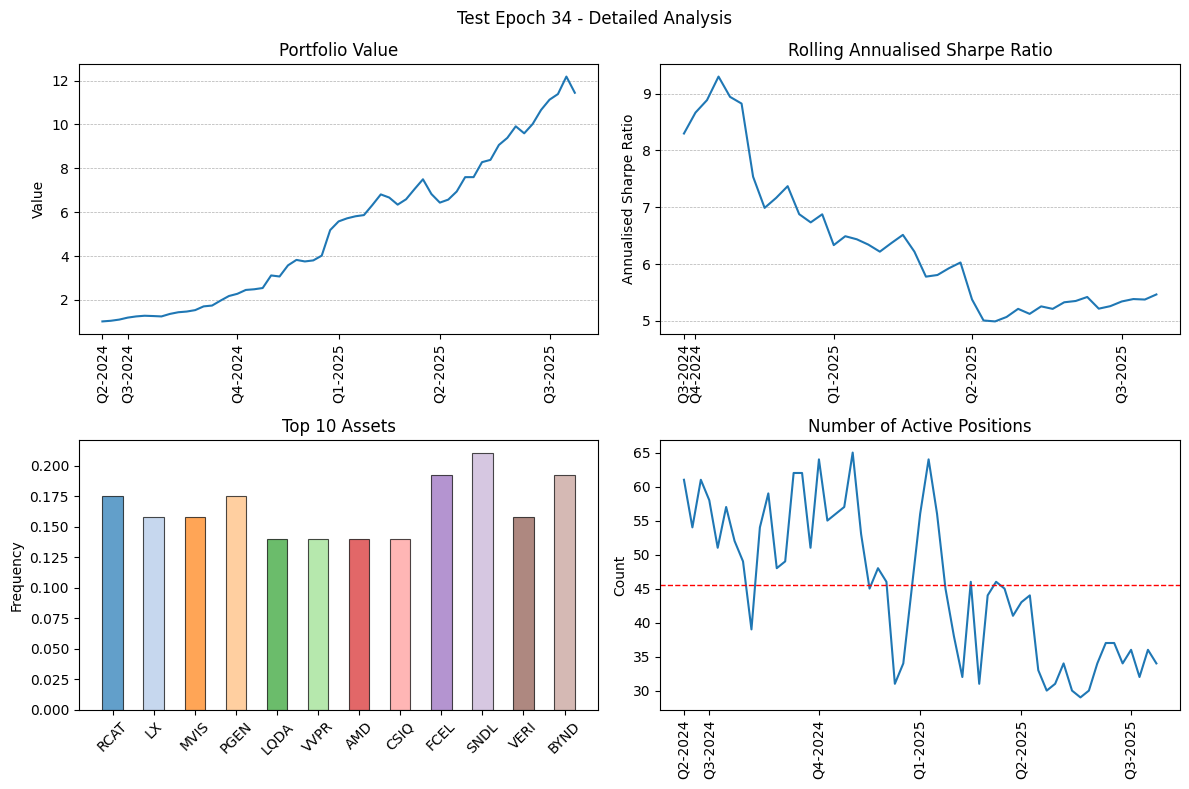 Test Epoch 34 - Detailed Analysis
Portfolio Value
Value
12
10
8
6
4
2
Q2-2024
Q3-2024
Q4-2024
Q1-2025
Q2-2025
Q3-2025
Rolling Annualised Sharpe Ratio
Annualised Sharpe Ratio
9
8
7
6
5
Q3-2024
Q4-2024
Q1-2025
Q2-2025
Q3-2025
Top 10 Assets
Frequency
0.200
0.175
0.150
0.125
0.100
0.075
0.050
0.025
0.000
RCAT
LX
MVIS
PGEN
LQDA
VVPR
AMD
CSIQ
FCEL
SNDL
VERI
BYND
Number of Active Positions
Count
65
60
55
50
45
40
35
30
Q2-2024
Q3-2024
Q4-2024
Q1-2025
Q2-2025
Q3-2025